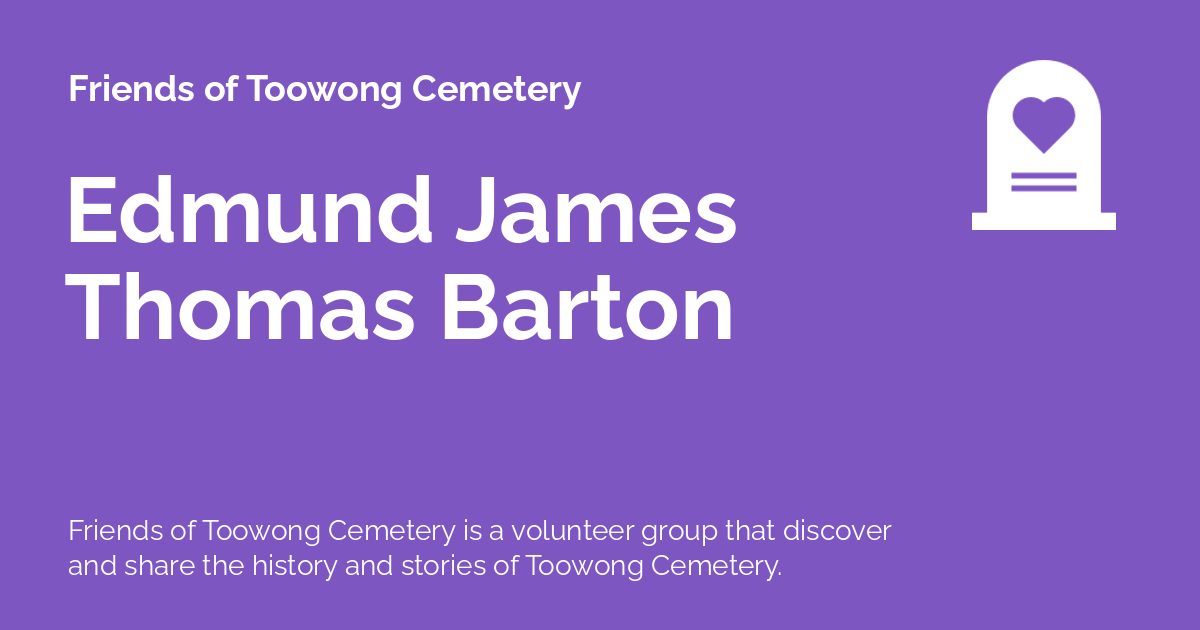 Friends of Toowong Cemetery
Edmund James
Thomas Barton
Friends of Toowong Cemetery is a volunteer group that discover
and share the history and stories of Toowong Cemetery.